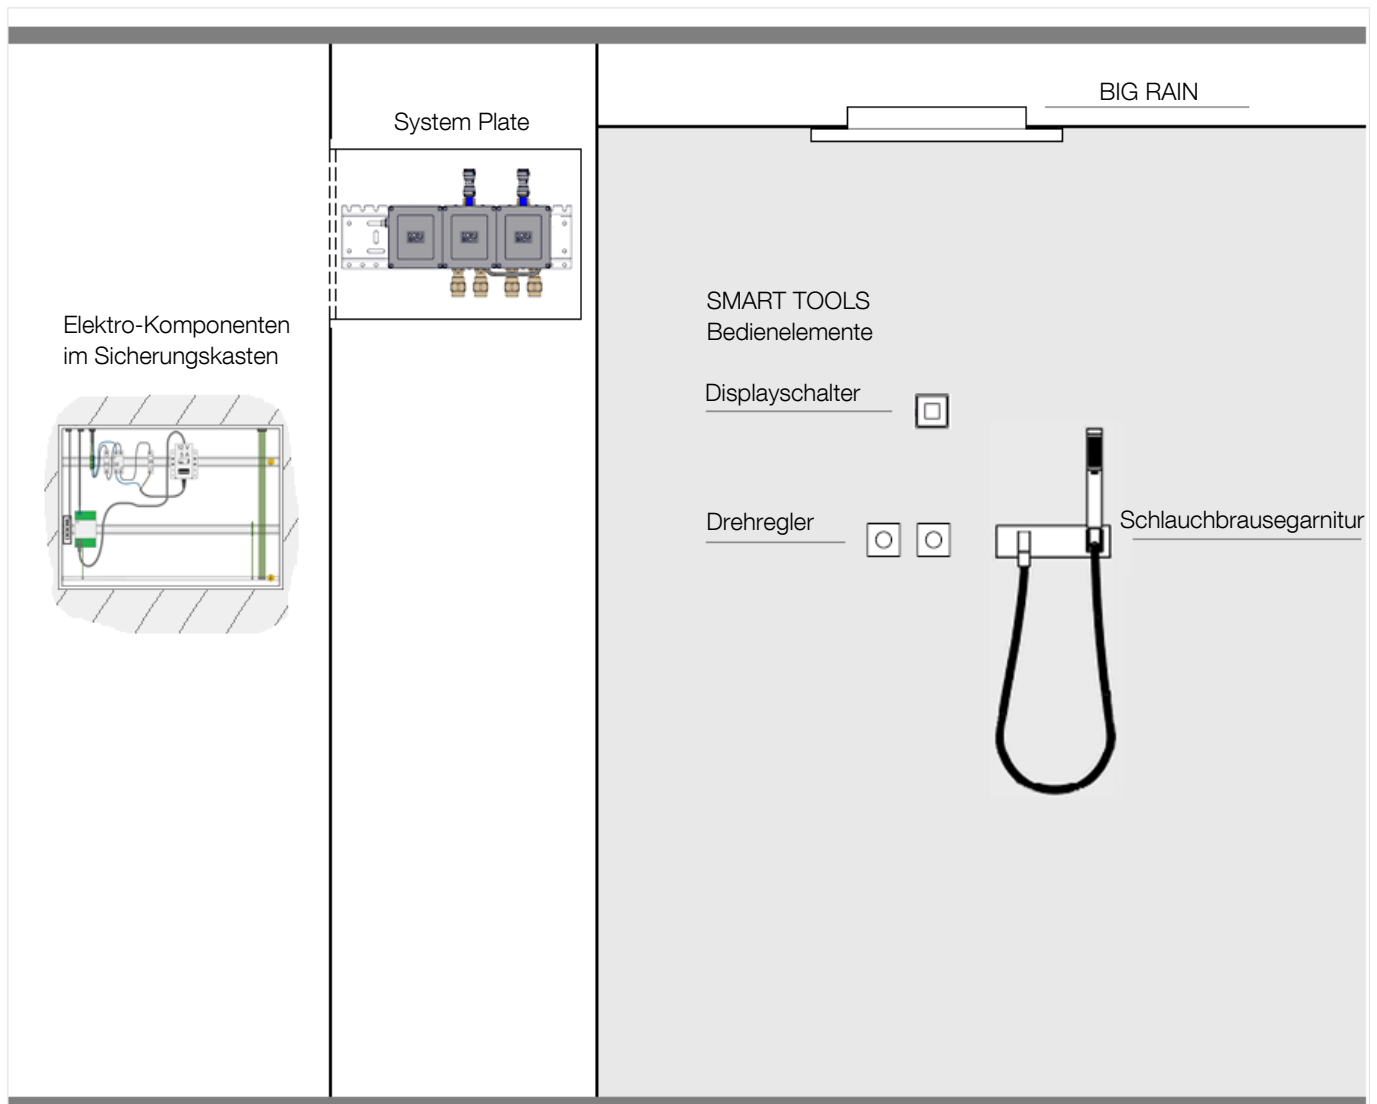 BIG RAIN
System Plate
SMART TOOLS
Bedienelemente
Elektro-Komponenten
im Sicherungskasten
Displayschalter
Drehregler
Schlauchbrausegarnitur